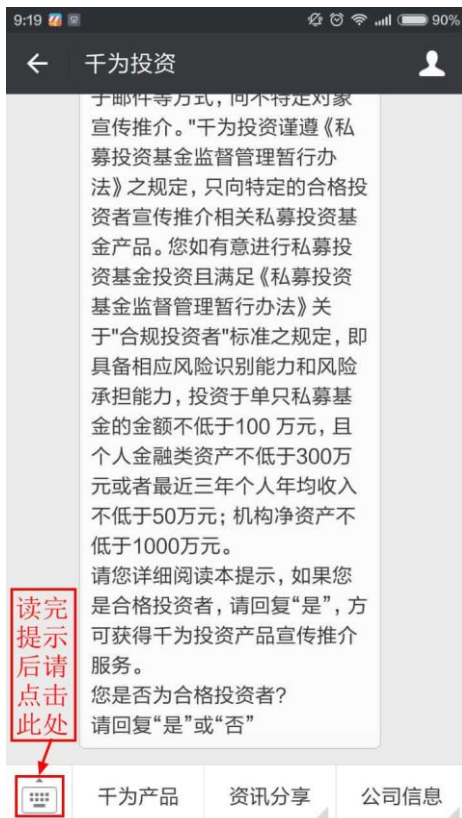 9:19
90%
千为投资
子邮件等方式，向不特定对象
宣传推介。"千为投资谨遵《私
募投资基金监督管理暂行办
法》之规定，只向特定的合格投
资者宣传推介相关私募投资基
金产品。您如有意进行私募投
资基金投资且满足《私募投资
基金监督管理暂行办法》关
于"合规投资者"标准之规定，即
具备相应风险识别能力和风险
承担能力，投资于单只私募基
金的金额不低于100 万元，且
个人金融类资产不低于300万
元或者最近三年个人年均收入
不低于50万元；机构净资产不
低于1000万元。
请您详细阅读本提示，如果您
是合格投资者，请回复“是”，方
可获得千为投资产品宣传推介
服务。
您是否为合格投资者？
请回复“是”或“否”
读完
提示
后请
点击
此处
千为产品
资讯分享
公司信息